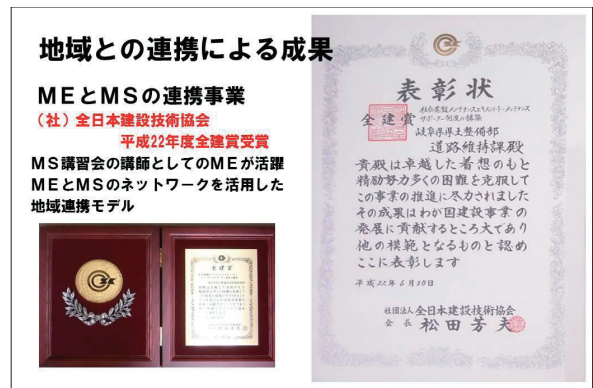 地域との連携による成果
MEとMSの連携事業
(社)全日本建設技術協会
平成22年度全建賞受賞
MS講習会の講師としてのMEが活躍
MEとMSのネットワークを活用した
地域連携モデル
全建賞
表彰状
全建賞
社会基盤メンテナンスエキスパート・メンテナンス
サポーター制度の構築
岐阜県県土整備部
道路維持課殿
貴殿は卓越した着想のもと
精励努力多くの困難を克服して
この事業の推進に尽力されました
その成果はわが国建設事業の
発展に貢献するところ大であり
他の模範となるものと認め
ここに表彰します
平成22年6月30日
社団法人 全日本建設技術協会
会長 松田芳夫